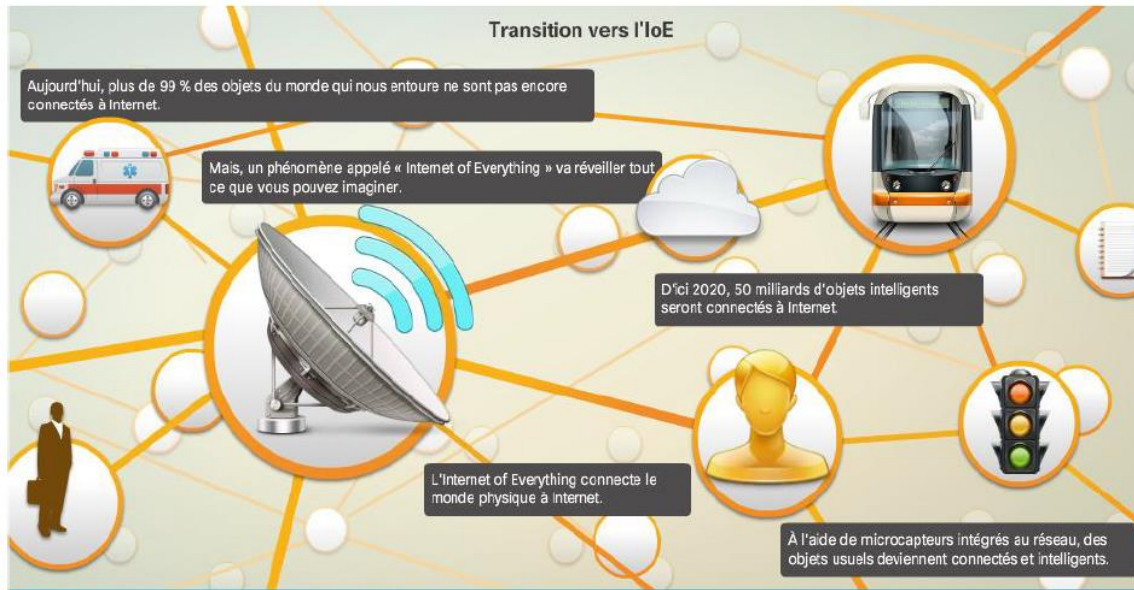 Transition vers l'IoE
Aujourd'hui, plus de 99 % des objets du monde qui nous entoure ne sont pas encore
connectés à Internet.
Mais, un phénomène appelé « Internet of Everything » va réveiller tout
ce que vous pouvez imaginer.
D'ici 2020, 50 milliards d'objets intelligents
seront connectés à Internet.
L'Internet of Everything connecte le
monde physique à Internet.
À l'aide de microcapteurs intégrés au réseau, des
objets usuels deviennent connectés et intelligents.